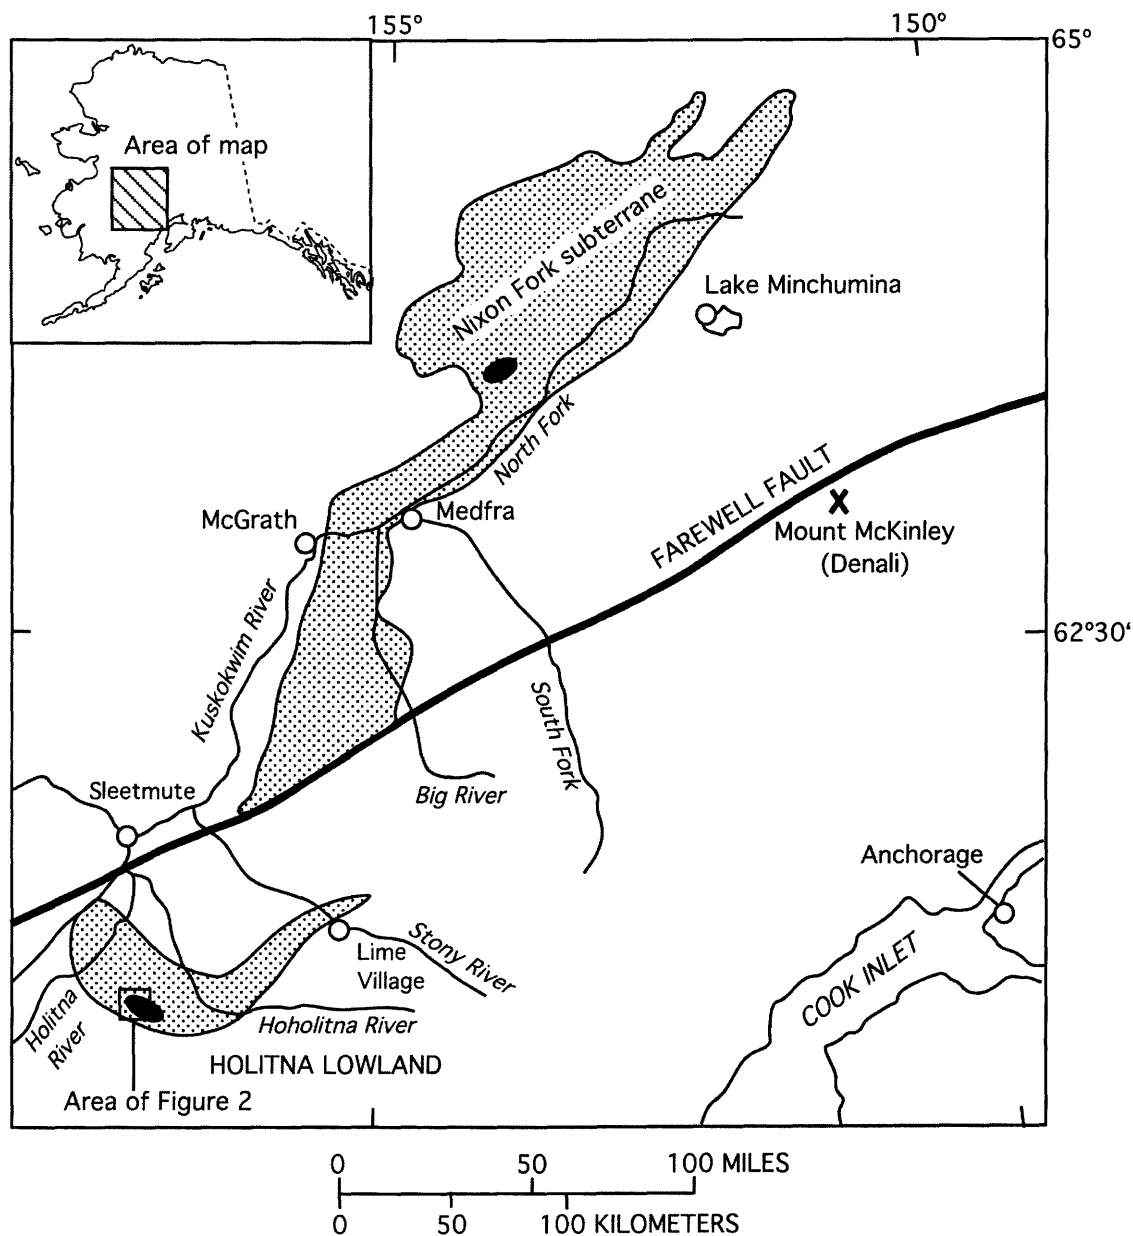 155°
150°
65°
Area of map
Nixon Fork subterrane
Lake Minchumina
North Fork
FAREWELL FAULT
McGrath
Medfra
Mount McKinley
(Denali)
Kuskokwim River
62°30‘
South Fork
Sleetmute
Big River
Anchorage
Stony River
Lime
Village
COOK INLET
Holitna
River
Hoholitna River
HOLITNA LOWLAND
Area of Figure 2
0 50 100 MILES
0 50 100 KILOMETERS